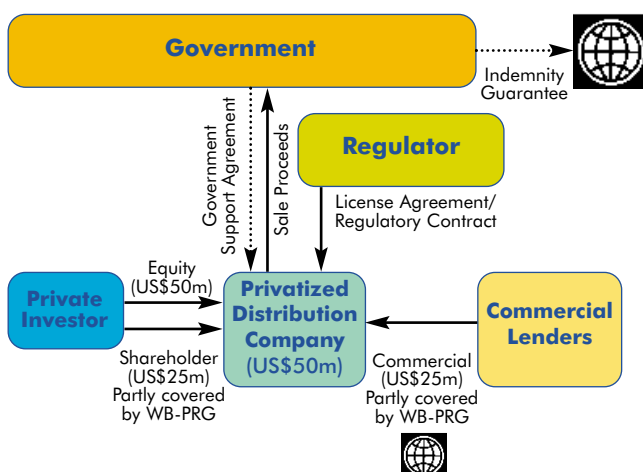 Government
Indemnity
Guarantee
Government
Support Agreement
Sale Proceeds
Regulator
License Agreement/
Regulatory Contract
Private
Investor
Equity
(US$50m)
Shareholder
(US$25m)
Partly covered
by WB-PRG
Privatized
Distribution
Company
(US$50m)
Commercial
(US$25m)
Partly covered
by WB-PRG
Commercial
Lenders